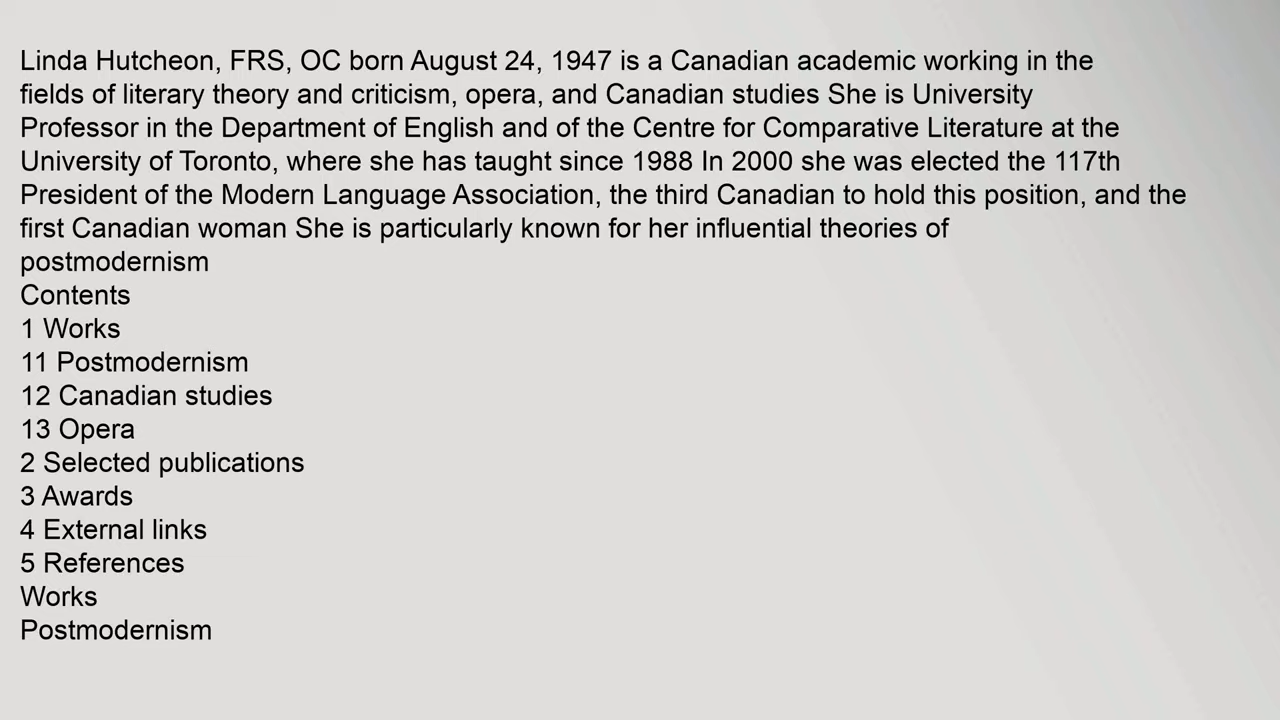 Linda Hutcheon, FRS, OC born August 24, 1947 is a Canadian academic working in the
fields of literary theory and criticism, opera, and Canadian studies She is University
Professor in the Department of English and of the Centre for Comparative Literature at the
University of Toronto, where she has taught since 1988 In 2000 she was elected the 117th
President of the Modern Language Association, the third Canadian to hold this position, and the
first Canadian woman She is particularly known for her influential theories of
postmodernism
Contents
1 Works
11 Postmodernism
12 Canadian studies
13 Opera
2 Selected publications
3 Awards
4 External links
5 References
Works
Postmodernism